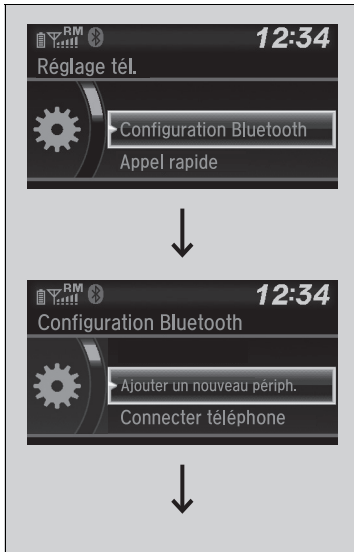 RM 12:34
Réglage tél.
Configuration Bluetooth
Appel rapide
RM 12:34
Configuration Bluetooth
Ajouter un nouveau périph.
Connecter téléphone